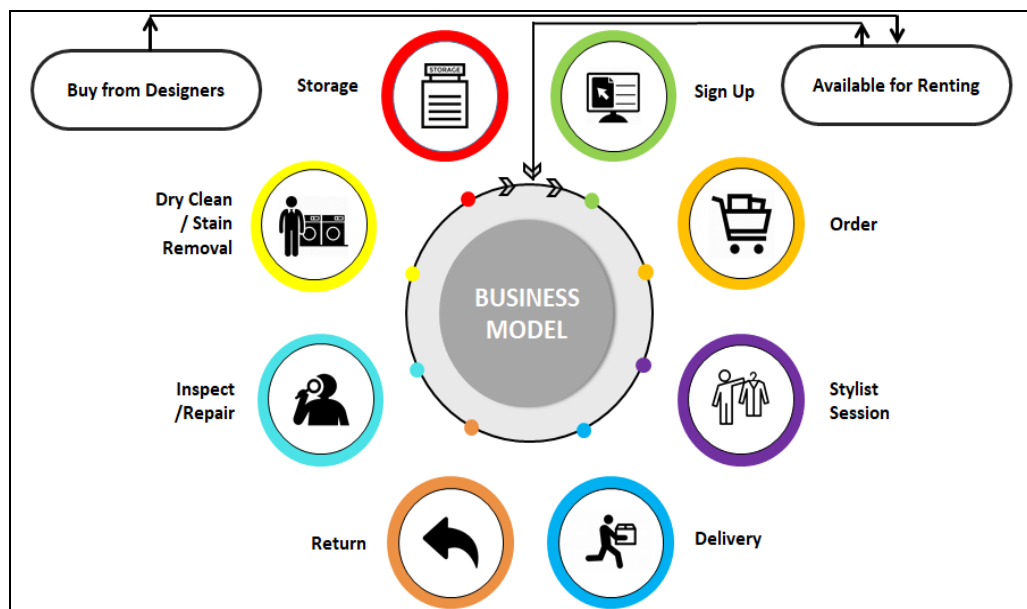 Buy from Designers
Storage
STORAGE
Sign Up
Available for Renting
Dry Clean
/ Stain
Removal
Order
BUSINESS
MODEL
Inspect
/Repair
Stylist
Session
Return
Delivery